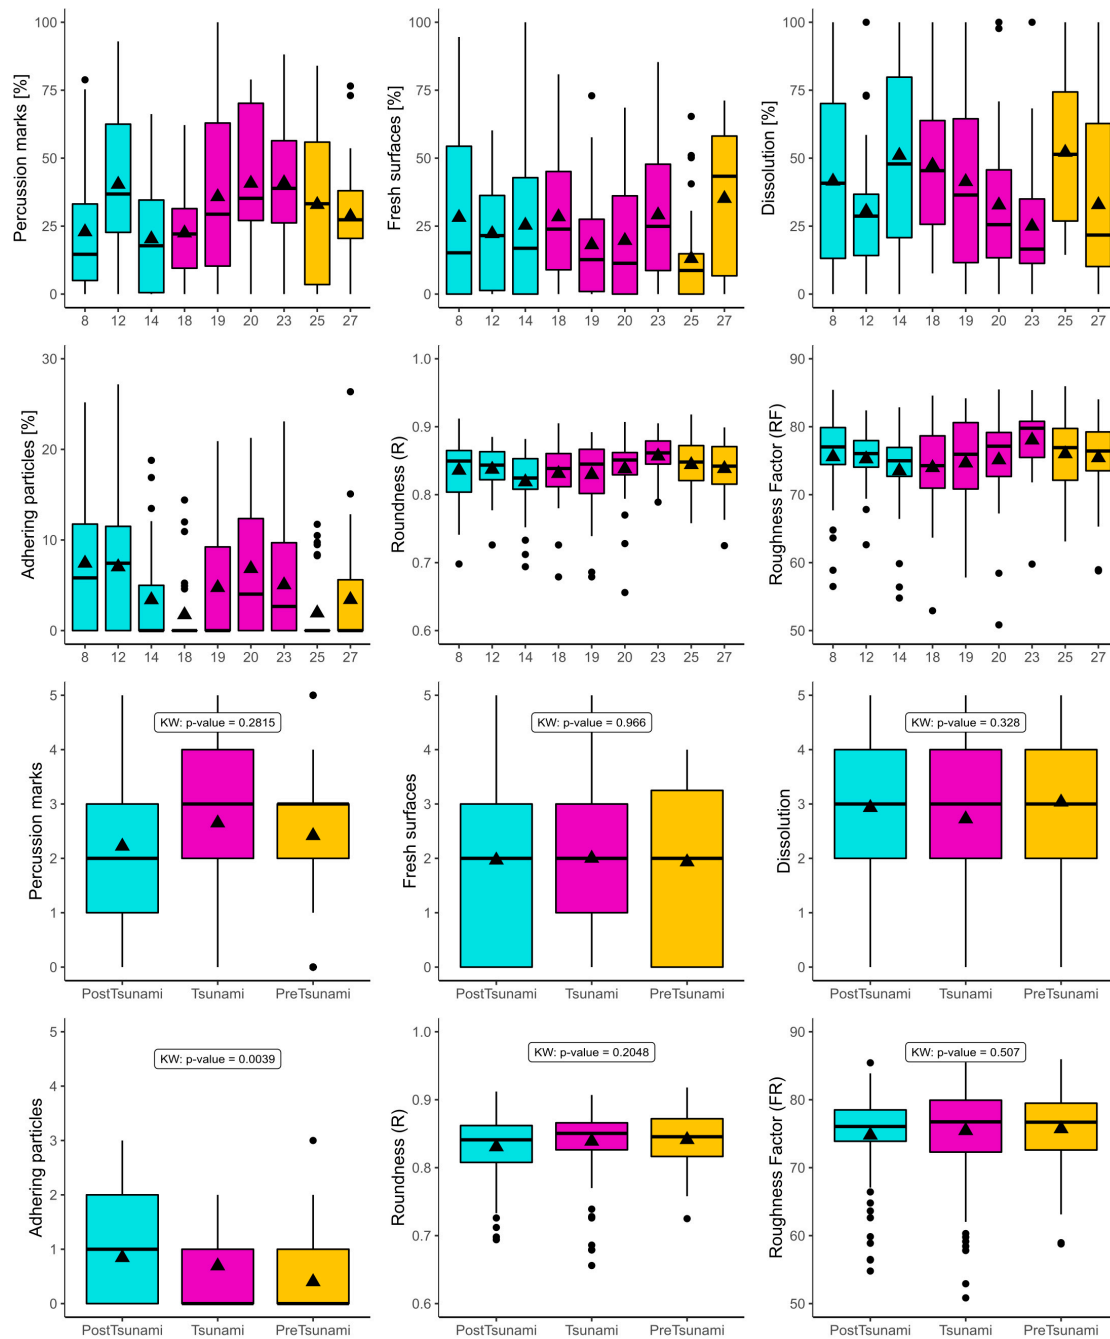 Percussion marks [%]
100
75
50
25
0
8 12 14 18 19 20 23 25 27
Fresh surfaces [%]
100
75
50
25
0
8 12 14 18 19 20 23 25 27
Dissolution [%]
100
75
50
25
0
8 12 14 18 19 20 23 25 27
Adhering particles [%]
30
20
10
0
8 12 14 18 19 20 23 25 27
Roundness (R)
1.0
0.9
0.8
0.7
0.6
8 12 14 18 19 20 23 25 27
Roughness Factor (RF)
90
80
70
60
50
8 12 14 18 19 20 23 25 27
Percussion marks
5
4
3
2
1
0
KW: p-value = 0.2815
PostTsunami Tsunami PreTsunami
Fresh surfaces
5
4
3
2
1
0
KW: p-value = 0.966
PostTsunami Tsunami PreTsunami
Dissolution
5
4
3
2
1
0
KW: p-value = 0.328
PostTsunami Tsunami PreTsunami
Adhering particles
5
4
3
2
1
0
KW: p-value = 0.0039
PostTsunami Tsunami PreTsunami
Roundness (R)
1.0
0.9
0.8
0.7
0.6
KW: p-value = 0.2048
PostTsunami Tsunami PreTsunami
Roughness Factor (FR)
90
80
70
60
50
KW: p-value = 0.507
PostTsunami Tsunami PreTsunami